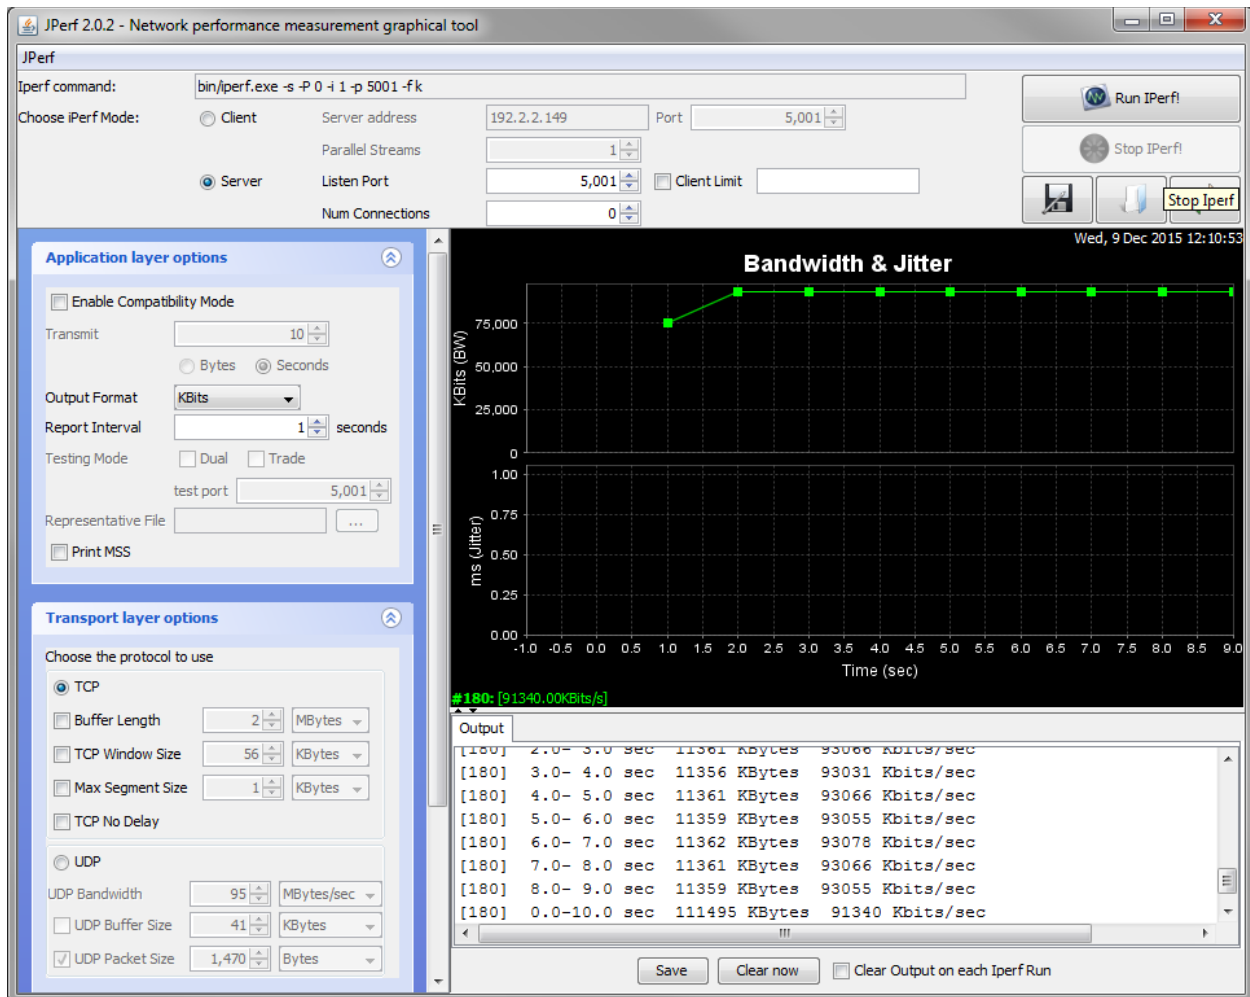 JPerf 2.0.2 - Network performance measurement graphical tool
JPerf
Iperf command: bin/iperf.exe -s -P 0 -i 1 -p 5001 -f k
Run IPerf!
Choose iPerf Mode: Client Server address 192.2.2.149 Port 5,001
Parallel Streams 1
Stop IPerf!
Server Listen Port 5,001 Client Limit
Num Connections 0
Stop Iperf
Application layer options
Enable Compatibility Mode
Transmit 10
Bytes Seconds
Output Format KBits
Report Interval 1 seconds
Testing Mode Dual Trade
test port 5,001
Representative File ...
Print MSS
Transport layer options
Choose the protocol to use
TCP
Buffer Length 2 MBytes
TCP Window Size 56 KBytes
Max Segment Size 1 KBytes
TCP No Delay
UDP
UDP Bandwidth 95 MBytes/sec
UDP Buffer Size 41 KBytes
UDP Packet Size 1,470 Bytes
Wed, 9 Dec 2015 12:10:53
Bandwidth & Jitter
KBits (BW)
75,000
50,000
25,000
0
ms (Jitter)
1.00
0.75
0.50
0.25
0.00
-1.0 -0.5 0.0 0.5 1.0 1.5 2.0 2.5 3.0 3.5 4.0 4.5 5.0 5.5 6.0 6.5 7.0 7.5 8.0 8.5 9.0
Time (sec)
#180: [91340.00KBits/s]
Output
[180] 2.0- 3.0 sec 11361 KBytes 93066 Kbits/sec
[180] 3.0- 4.0 sec 11356 KBytes 93031 Kbits/sec
[180] 4.0- 5.0 sec 11361 KBytes 93066 Kbits/sec
[180] 5.0- 6.0 sec 11359 KBytes 93055 Kbits/sec
[180] 6.0- 7.0 sec 11362 KBytes 93078 Kbits/sec
[180] 7.0- 8.0 sec 11361 KBytes 93066 Kbits/sec
[180] 8.0- 9.0 sec 11359 KBytes 93055 Kbits/sec
[180] 0.0-10.0 sec 111495 KBytes 91340 Kbits/sec
Save Clear now Clear Output on each Iperf Run